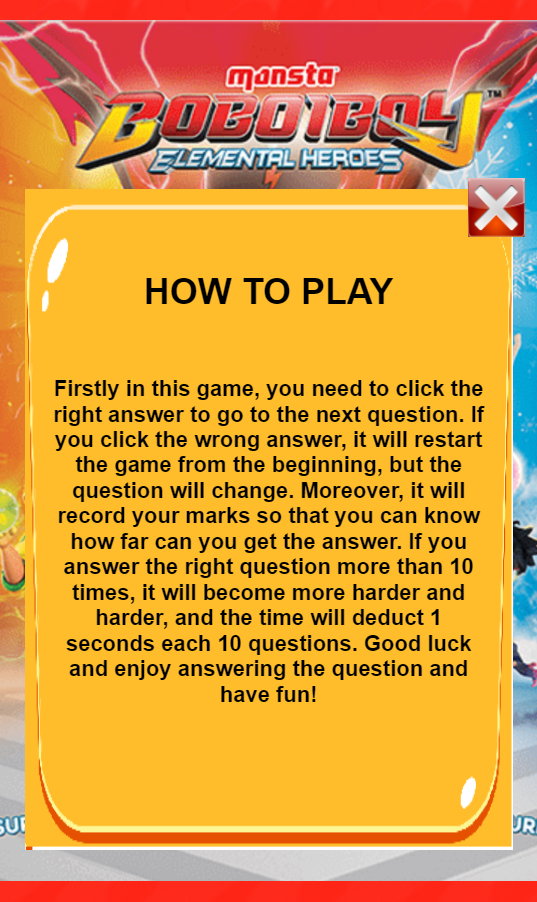 monsta
BOBOIBOY™
ELEMENTAL HEROES
HOW TO PLAY
Firstly in this game, you need to click the
right answer to go to the next question. If
you click the wrong answer, it will restart
the game from the beginning, but the
question will change. Moreover, it will
record your marks so that you can know
how far can you get the answer. If you
answer the right question more than 10
times, it will become more harder and
harder, and the time will deduct 1
seconds each 10 questions. Good luck
and enjoy answering the question and
have fun!